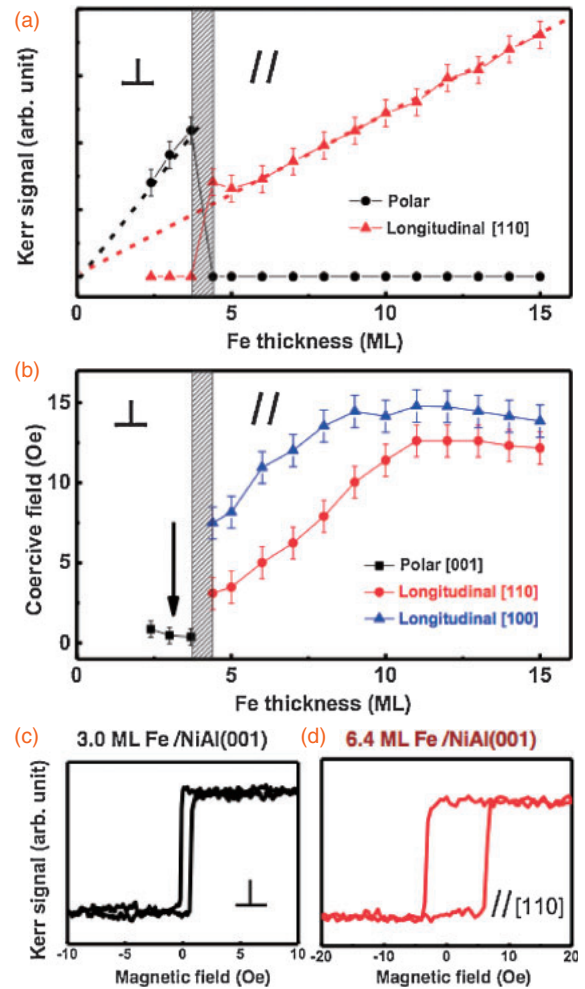 (a)
⊥
//
Kerr signal (arb. unit)
Polar
Longitudinal [110]
0
5
10
15
Fe thickness (ML)
(b)
⊥
//
Coercive field (Oe)
15
10
5
0
Polar [001]
Longitudinal [110]
Longitudinal [100]
0
5
10
15
Fe thickness (ML)
(c)
3.0 ML Fe /NiAl(001)
Kerr signal (arb. unit)
⊥
-10
-5
0
5
10
Magnetic field (Oe)
(d)
6.4 ML Fe /NiAl(001)
//[110]
-20
-10
0
10
20
Magnetic field (Oe)